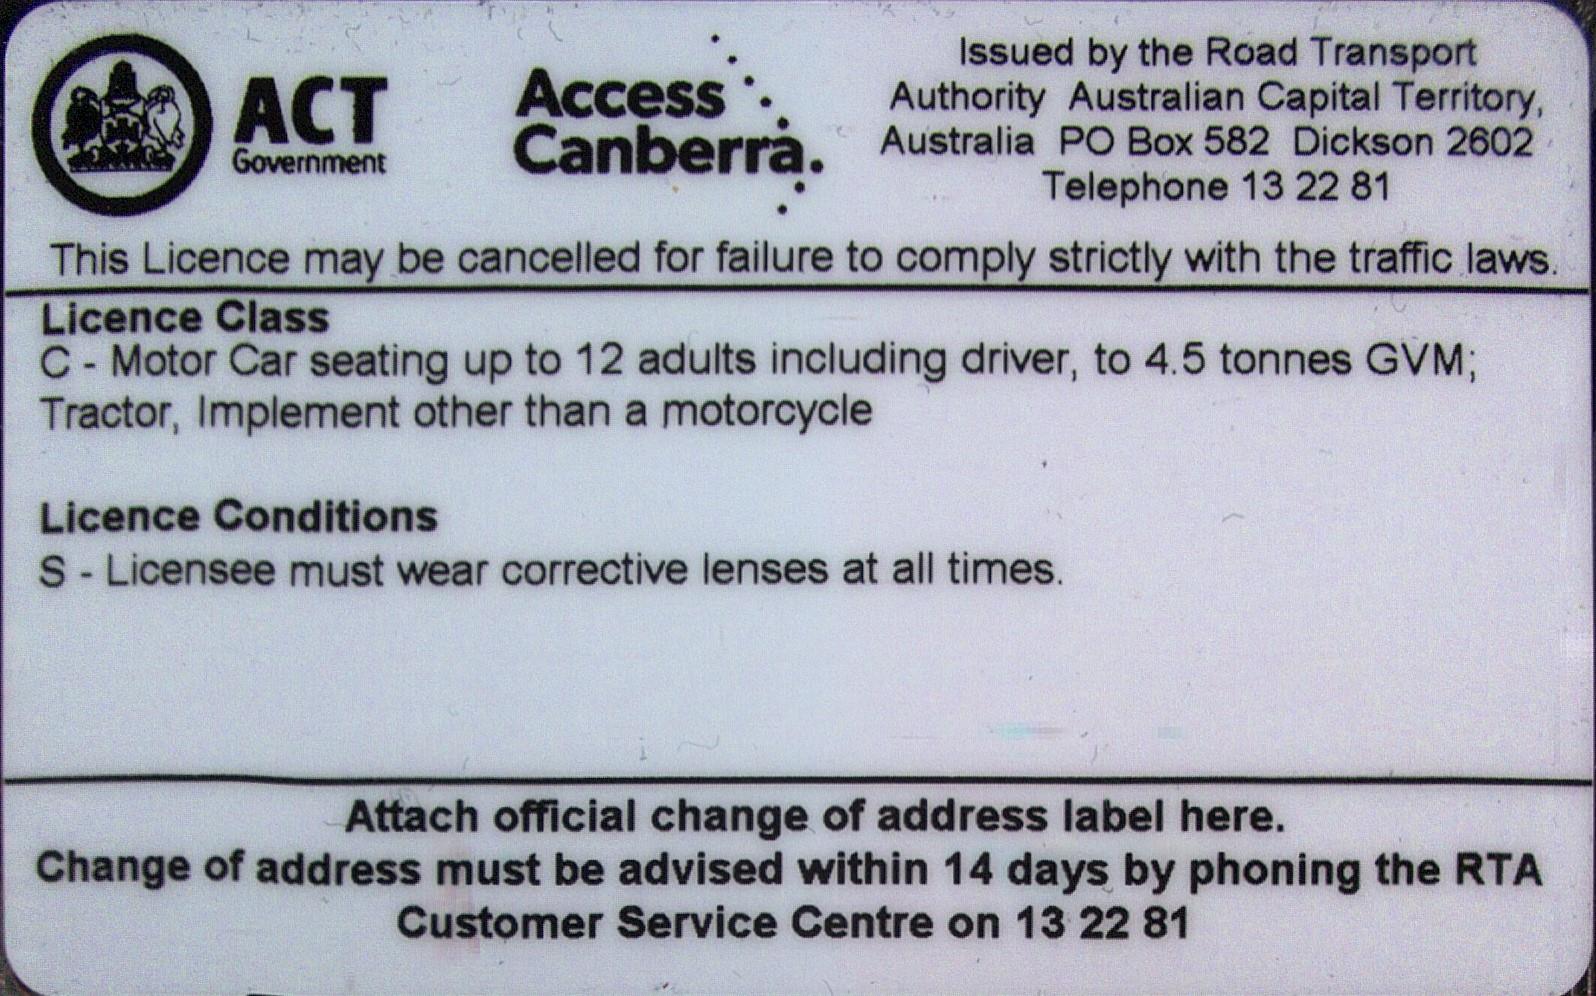 ACT
Government
Access
Canberra.
Issued by the Road Transport
Authority Australian Capital Territory,
Australia PO Box 582 Dickson 2602
Telephone 13 22 81
This Licence may be cancelled for failure to comply strictly with the traffic laws.
Licence Class
C - Motor Car seating up to 12 adults including driver, to 4.5 tonnes GVM;
Tractor, Implement other than a motorcycle
Licence Conditions
S - Licensee must wear corrective lenses at all times.
Attach official change of address label here.
Change of address must be advised within 14 days by phoning the RTA
Customer Service Centre on 13 22 81